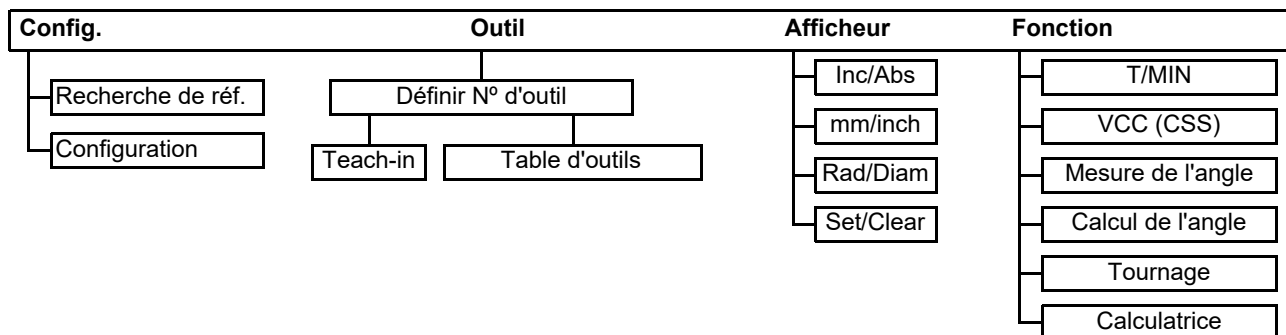 Config. Outil Afficheur Fonction
Recherche de réf.
Configuration
Définir Nº d'outil
Teach-in Table d'outils
Inc/Abs
mm/inch
Rad/Diam
Set/Clear
T/MIN
VCC (CSS)
Mesure de l'angle
Calcul de l'angle
Tournage
Calculatrice